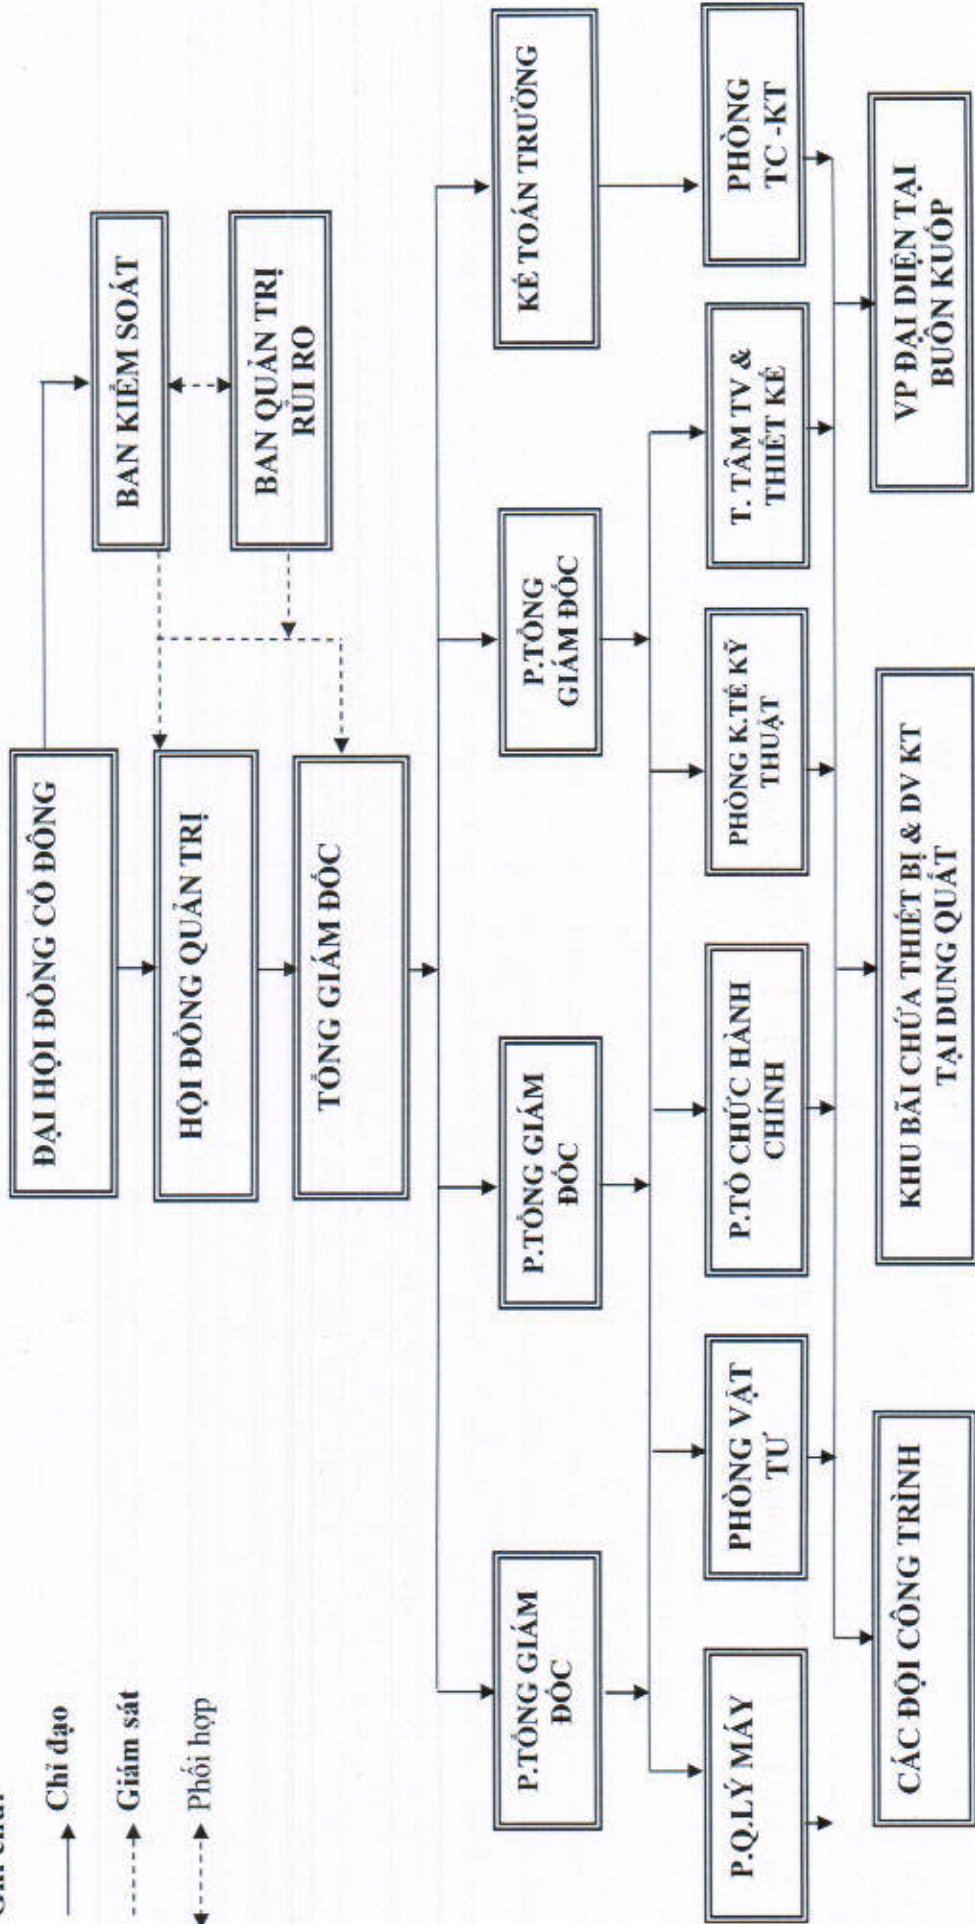 Chỉ đạo
Giám sát
Phối hợp
ĐẠI HỘI ĐỒNG CỔ ĐÔNG
BAN KIỂM SOÁT
HỘI ĐỒNG QUẢN TRỊ
BAN QUẢN TRỊ
RỦI RO
TỔNG GIÁM ĐỐC
P.TỔNG GIÁM
ĐỐC
P.TỔNG GIÁM
ĐỐC
P.TỔNG
GIÁM ĐỐC
KẾ TOÁN TRƯỞNG
P.Q.LÝ MÁY
PHÒNG VẬT
TƯ
P.TỔ CHỨC HÀNH
CHÍNH
PHÒNG K.TẾ KỸ
THUẬT
T. TÂM TV &
THIẾT KẾ
PHÒNG
TC -KT
CÁC ĐỘI CÔNG TRÌNH
KHU BÃI CHỨA THIẾT BỊ & DV KT
TẠI DUNG QUẤT
VP ĐẠI DIỆN TẠI
BUÔN KUỐP